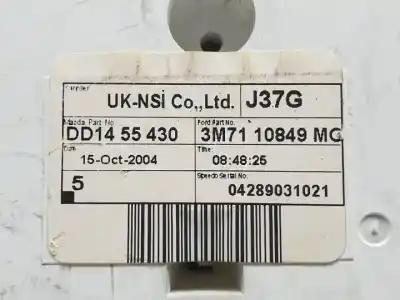 UK-NSi Co,.Ltd. J37G
Mazda Part No Ford Part No
DD14 55 430 3M71 10849 MG
Date Time
15-Oct-2004 08:48:25
Speedo Serial No
5 04289031021